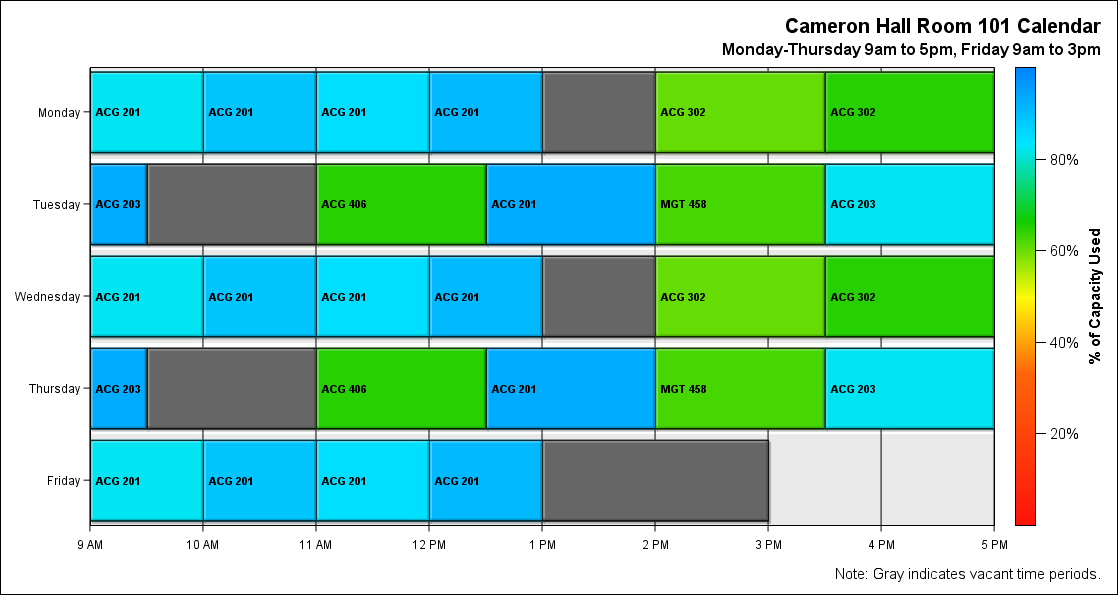 Cameron Hall Room 101 Calendar
Monday-Thursday 9am to 5pm, Friday 9am to 3pm
Monday ACG 201 ACG 201 ACG 201 ACG 201 ACG 302 ACG 302
80%
Tuesday ACG 203 ACG 406 ACG 201 MGT 458 ACG 203
60%
% of Capacity Used
Wednesday ACG 201 ACG 201 ACG 201 ACG 201 ACG 302 ACG 302
40%
Thursday ACG 203 ACG 406 ACG 201 MGT 458 ACG 203
20%
Friday ACG 201 ACG 201 ACG 201 ACG 201
9 AM 10 AM 11 AM 12 PM 1 PM 2 PM 3 PM 4 PM 5 PM
Note: Gray indicates vacant time periods.